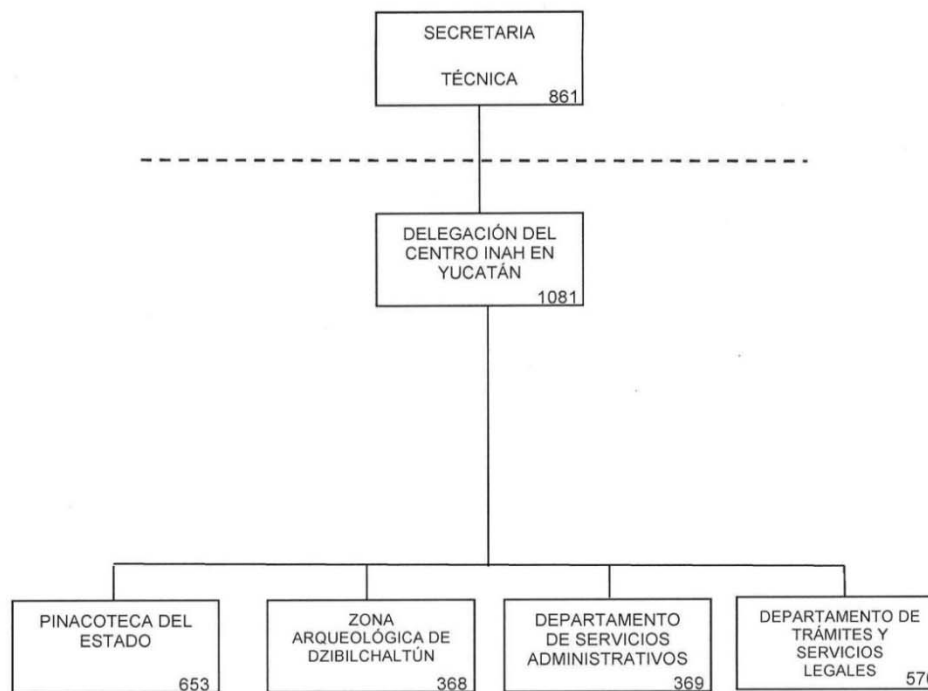 SECRETARIA
TÉCNICA
861
DELEGACIÓN DEL
CENTRO INAH EN
YUCATÁN
1081
PINACOTECA DEL
ESTADO
653
ZONA
ARQUEOLÓGICA DE
DZIBILCHALTÚN
368
DEPARTAMENTO
DE SERVICIOS
ADMINISTRATIVOS
369
DEPARTAMENTO DE
TRÁMITES Y
SERVICIOS
LEGALES
570